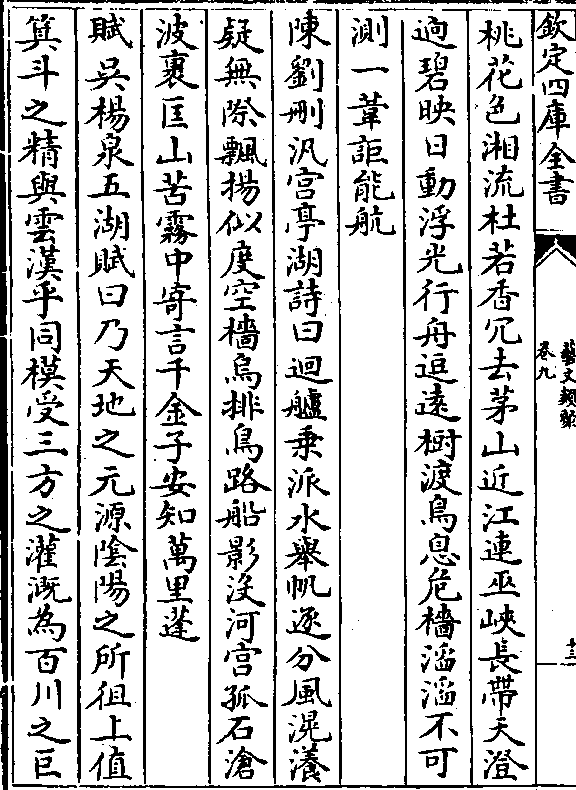 欽定四庫全書
藝文類聚
卷九
十二
桃花色湘流杜若香冗去茅山近江連巫峽長帶天澄
逈碧映日動浮光行舟逗遠樹渡鳥息危檣滔滔不可
測一葦詎能航
陳劉刪汎宫亭湖詩曰迴艫乗派水舉帆逐分風滉瀁
疑無際飄揚似度空檣烏排鳥路船影沒河宫孤石滄
波裏匡山苦霧中寄言千金子安知萬里蓬
賦吳楊泉五湖賦曰乃天地之元源陰陽之所徂上值
箕斗之精與雲漢乎同模受三方之灌溉為百川之巨